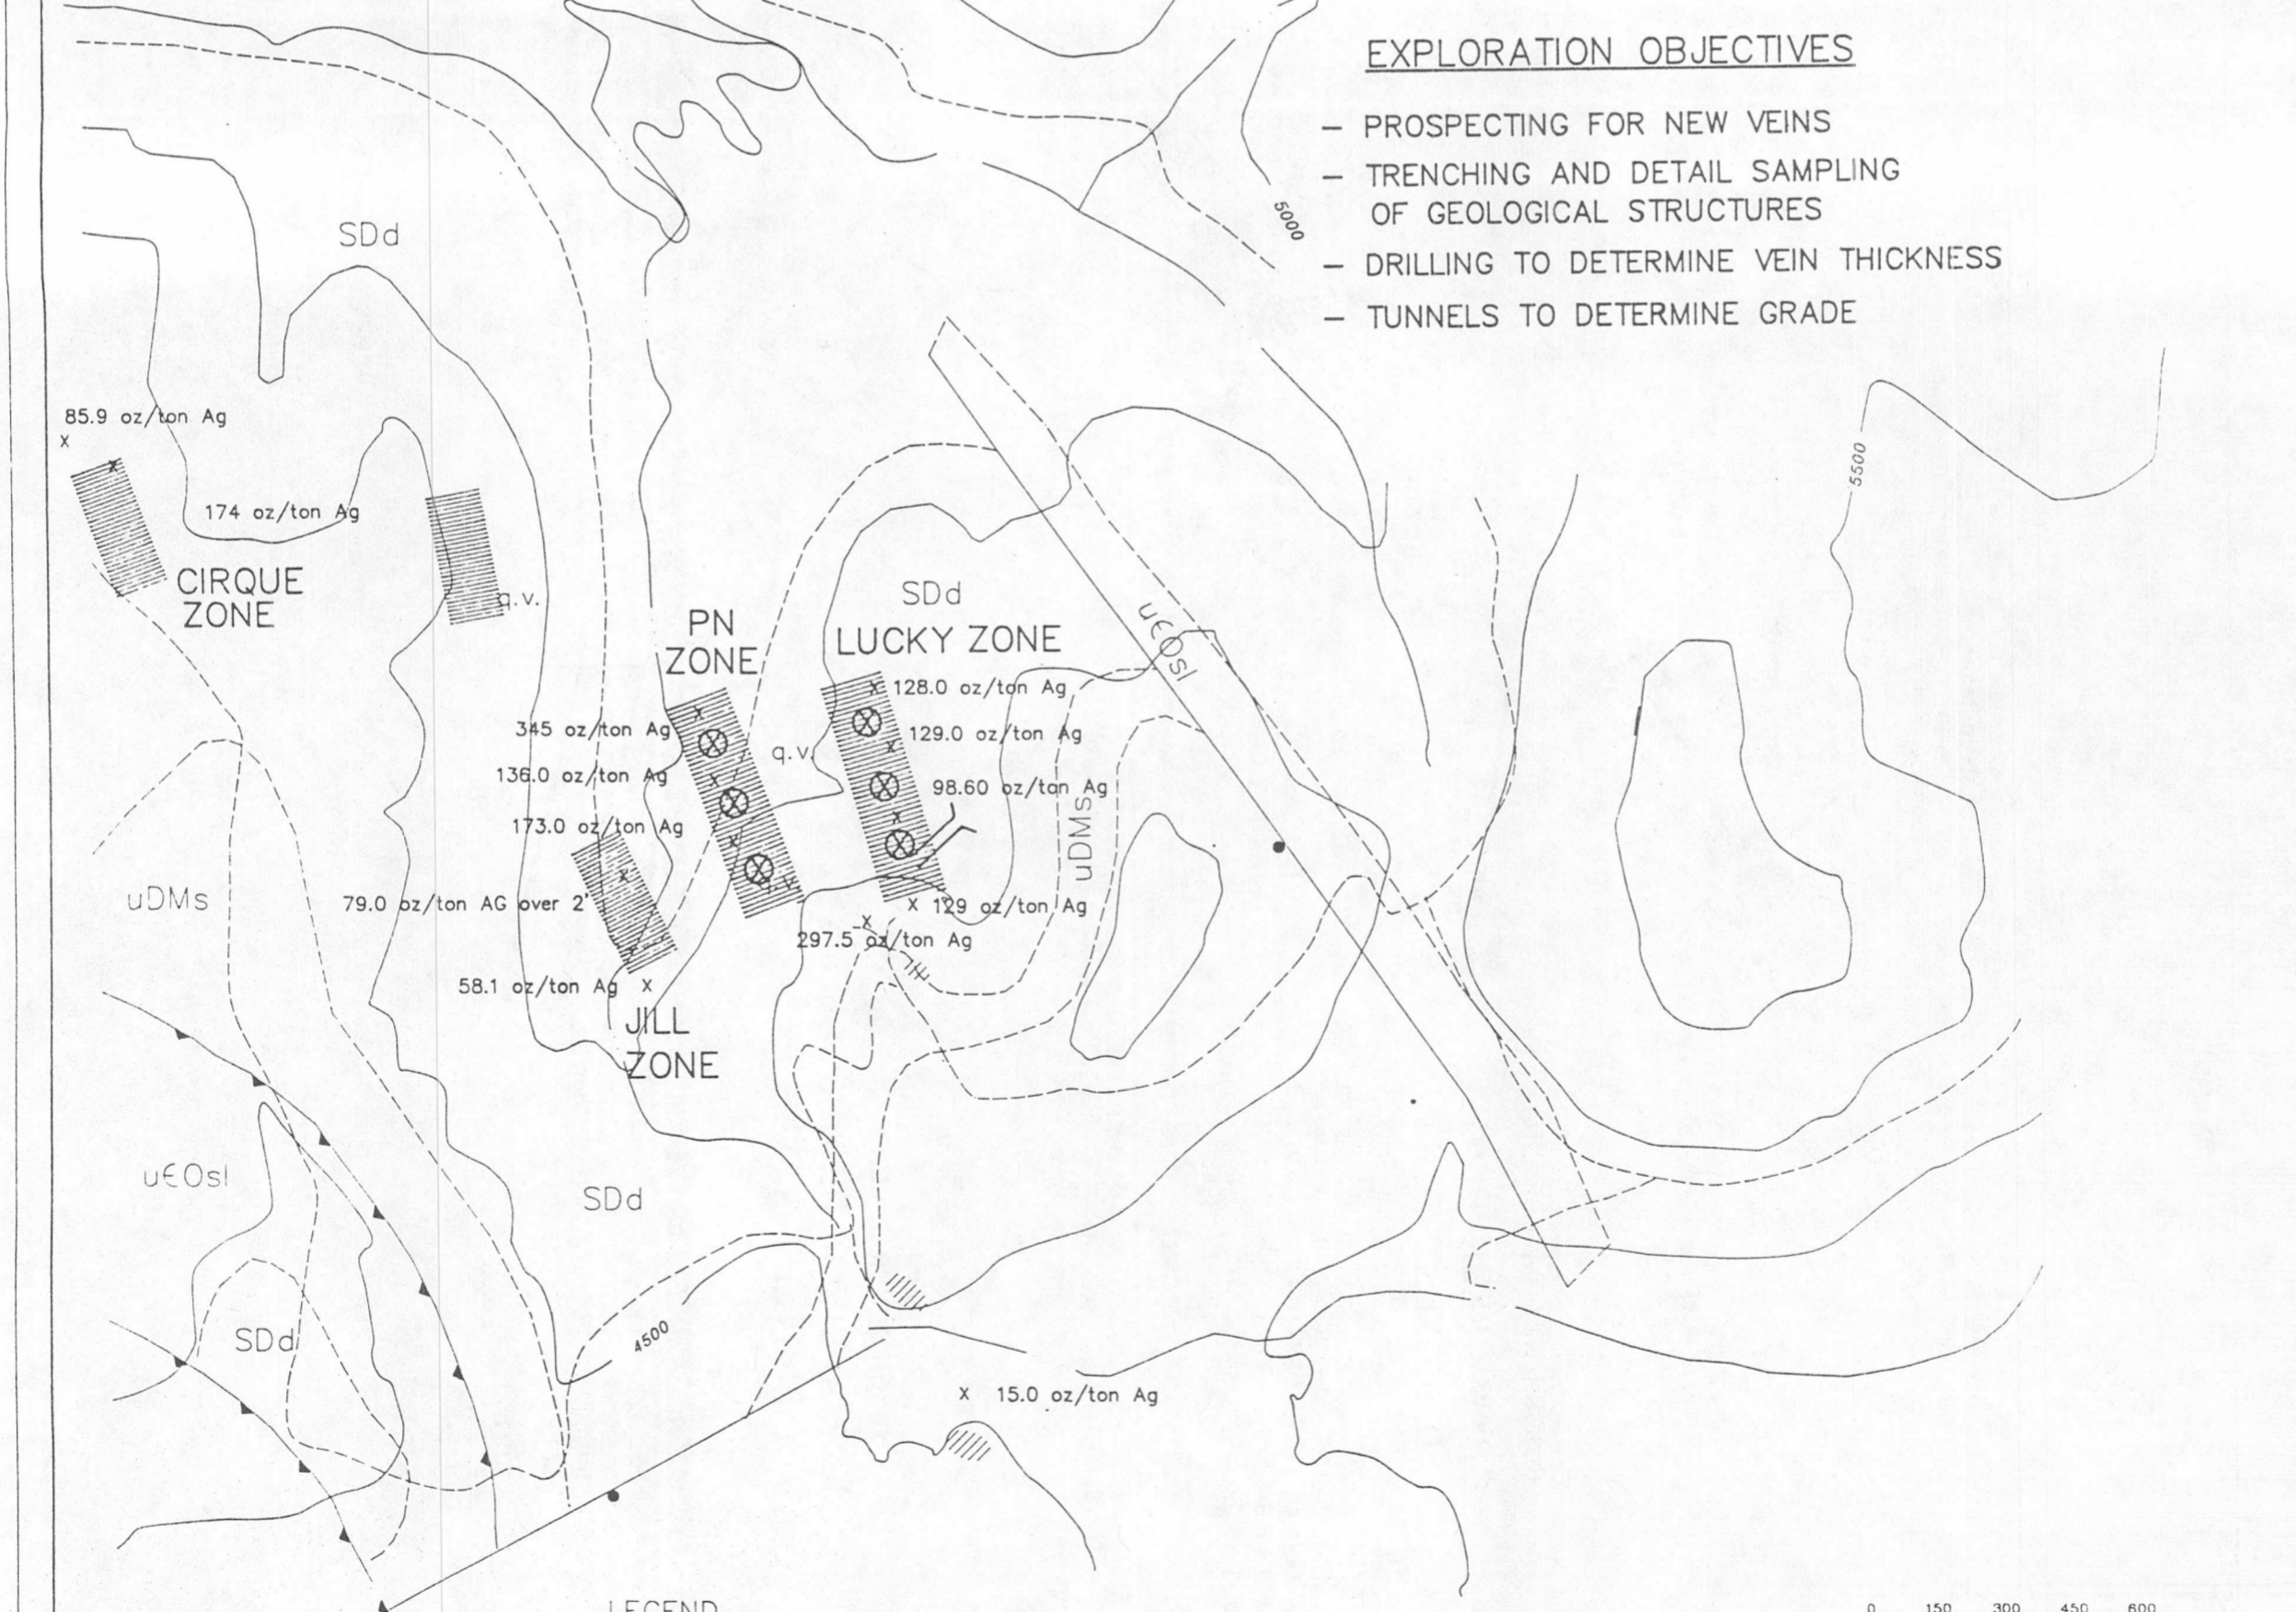 EXPLORATION OBJECTIVES
– PROSPECTING FOR NEW VEINS
– TRENCHING AND DETAIL SAMPLING
OF GEOLOGICAL STRUCTURES
– DRILLING TO DETERMINE VEIN THICKNESS
– TUNNELS TO DETERMINE GRADE
5000
SDd
85.9 oz/ton Ag
x
x
174 oz/ton Ag
CIRQUE
ZONE
q.v.
5500
SDd
uЄOsl
PN
ZONE
LUCKY ZONE
x 128.0 oz/ton Ag
345 oz/ton Ag
x
129.0 oz/ton Ag
x
q.v.
136.0 oz/ton Ag
x
98.60 oz/ton Ag
x
173.0 oz/ton Ag
x
uDMs
79.0 oz/ton AG over 2'
x
q.v.
x 129 oz/ton Ag
x
297.5 oz/ton Ag
58.1 oz/ton Ag x
JILL
ZONE
uDMs
uЄOsl
SDd
SDd
4500
x 15.0 oz/ton Ag
LEGEND
0 150 300 450 600